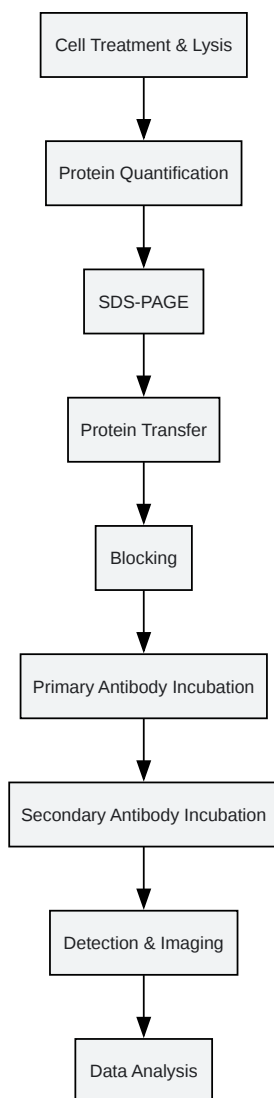 Cell Treatment & Lysis
Protein Quantification
SDS-PAGE
Protein Transfer
Blocking
Primary Antibody Incubation
Secondary Antibody Incubation
Detection & Imaging
Data Analysis